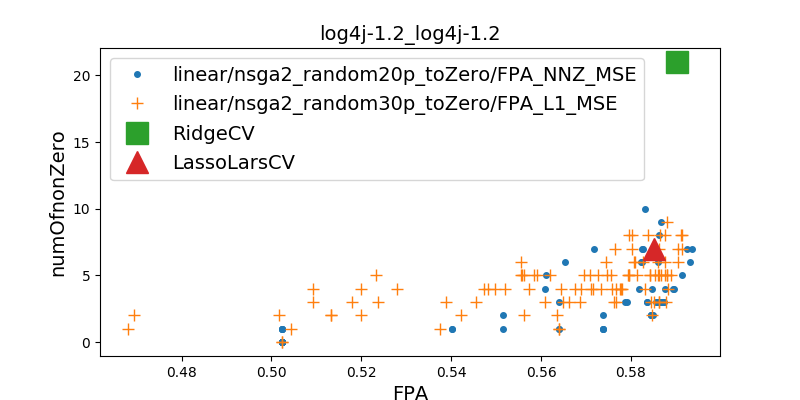 log4j-1.2_log4j-1.2
linear/nsga2_random20p_toZero/FPA_NNZ_MSE
linear/nsga2_random30p_toZero/FPA_L1_MSE
RidgeCV
LassoLarsCV
numOfnonZero
20
15
10
5
0
0.48 0.50 0.52 0.54 0.56 0.58
FPA